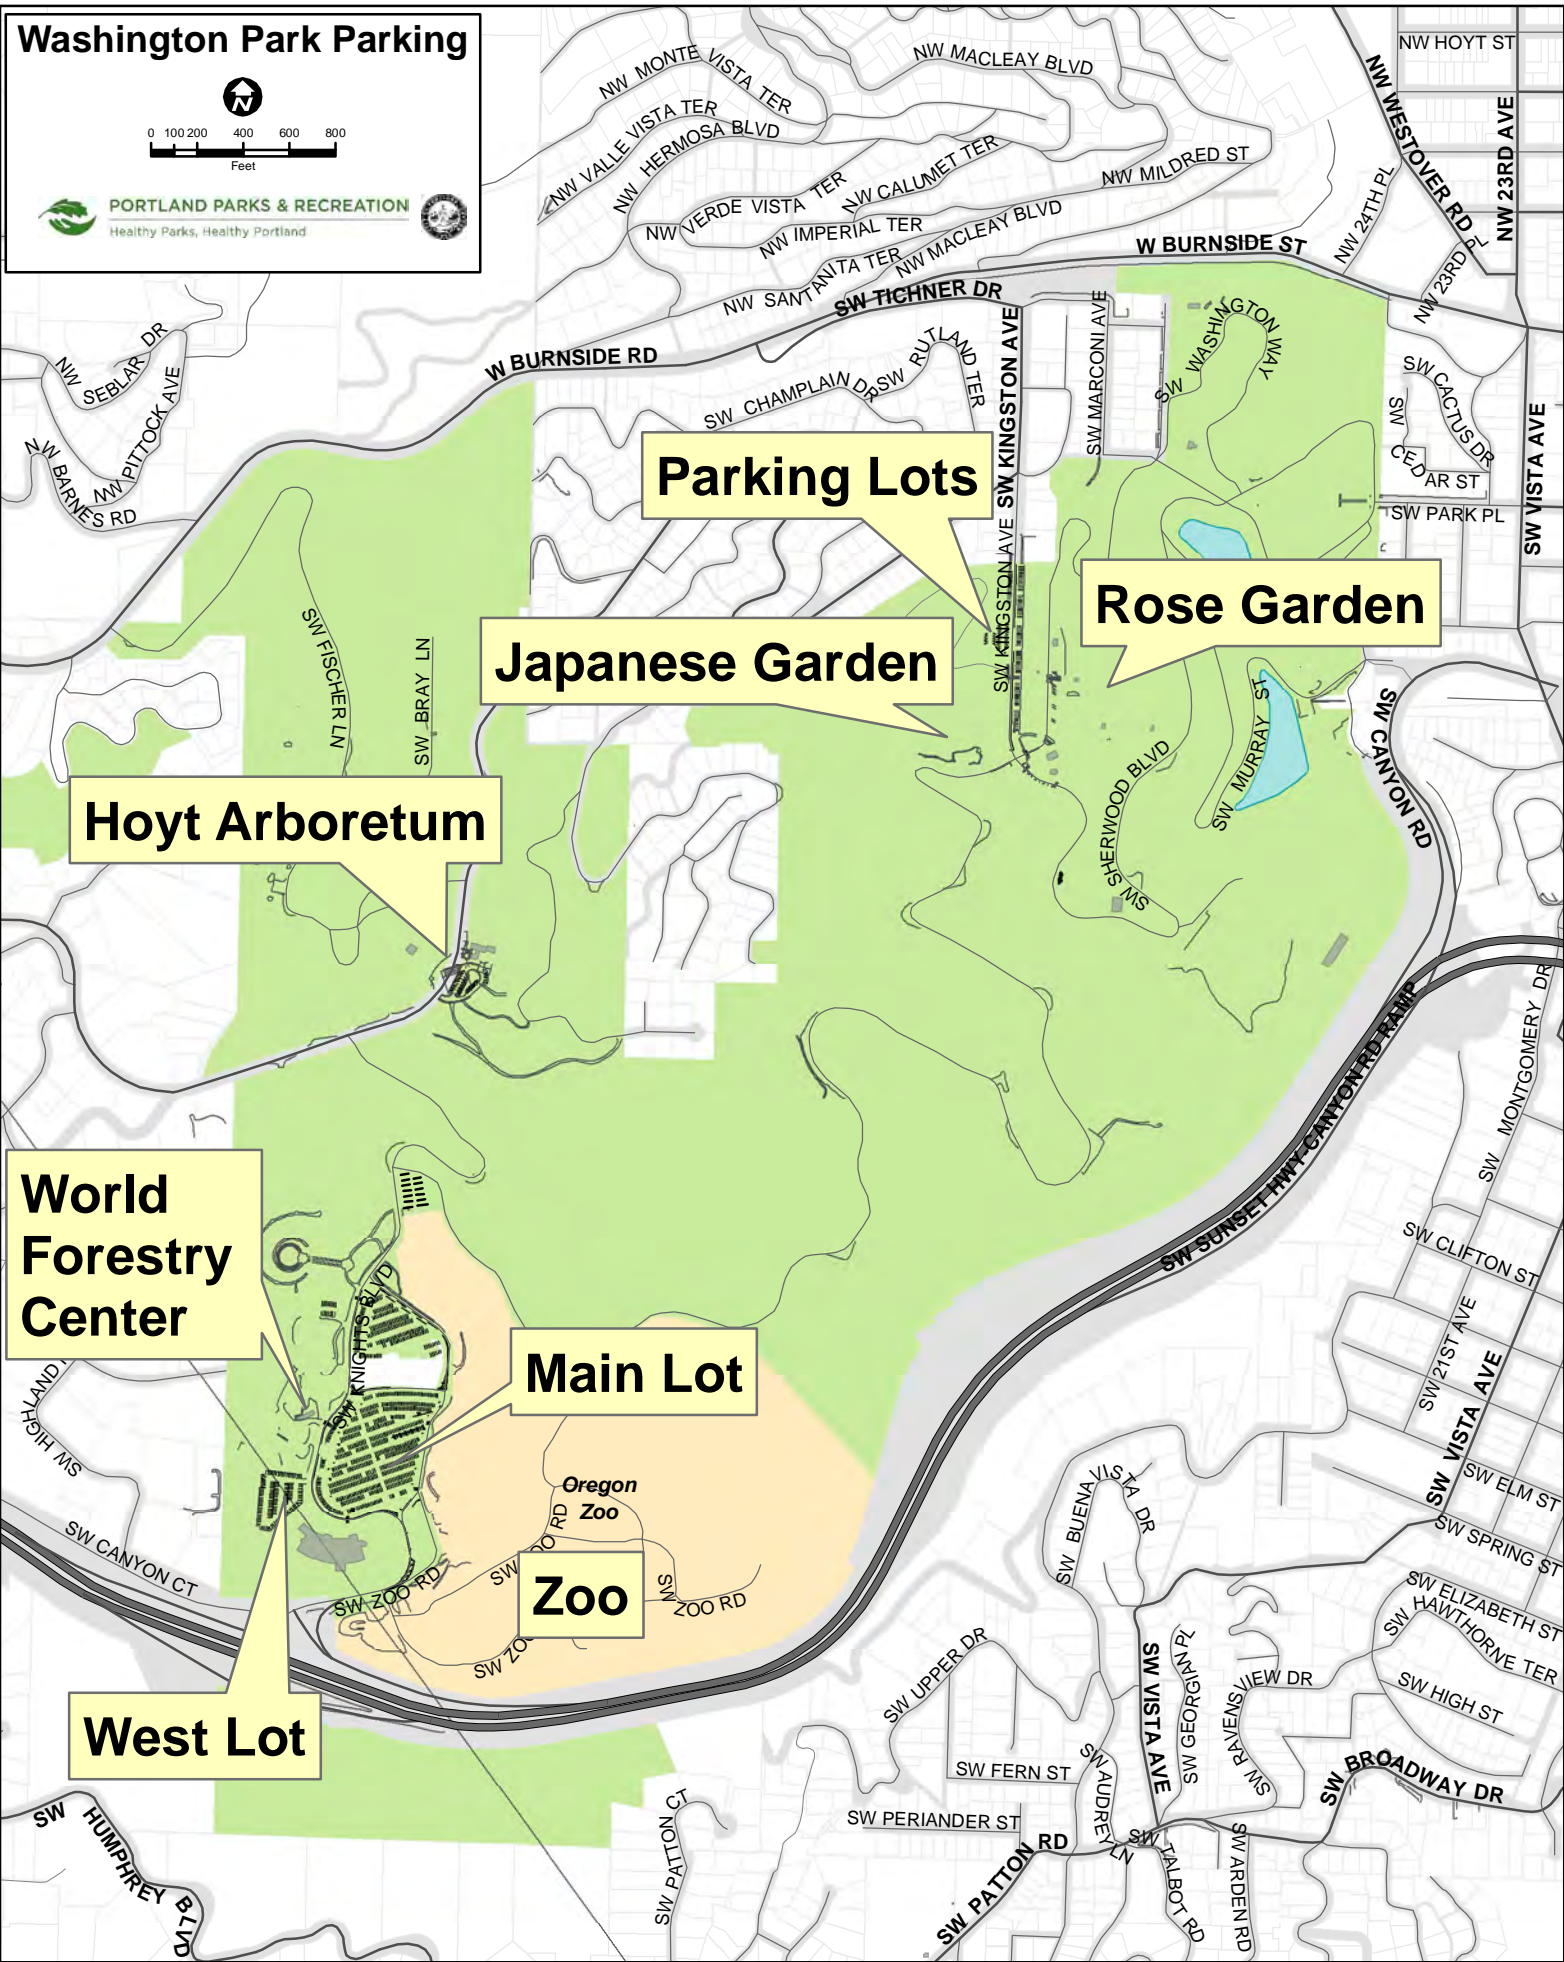 Washington Park Parking
N
0 100 200 400 600 800
Feet
PORTLAND PARKS & RECREATION
Healthy Parks, Healthy Portland
NW MONTE VISTA TER
NW MACLEAY BLVD
NW HOYT ST
NW WESTOVER RD
NW 23RD AVE
NW VALLE VISTA TER
NW HERMOSA BLVD
NW VERDE VISTA TER
NW CALUMET TER
NW MILDRED ST
NW IMPERIAL TER
NW MACLEAY BLVD
NW SANTANITA TER
NW 24TH PL
NW 23RD PL
W BURNSIDE ST
SW TICHNER DR
W BURNSIDE RD
NW SEBLAR DR
NW PITTOCK AVE
NW BARNES RD
SW CHAMPLAIN DR
SW RUTLAND TER
SW KINGSTON AVE
SW MARCONI AVE
SW WASHINGTON WAY
SW CACTUS DR
SW CEDAR ST
SW PARK PL
SW VISTA AVE
Parking Lots
SW KINGSTON AVE
Rose Garden
Japanese Garden
SW FISCHER LN
SW BRAY LN
SW MURRAY ST
SW SHERWOOD BLVD
SW CANYON RD
Hoyt Arboretum
SW MONTGOMERY DR
SW SUNSET HWY-CANYON RD RAMP
World
Forestry
Center
SW KNIGHTS BLVD
SW CLIFTON ST
SW 21ST AVE
SW VISTA AVE
Main Lot
SW HIGHLAND
Oregon
Zoo
SW ZOO RD
SW BUENA VISTA DR
SW ELM ST
SW SPRING ST
SW CANYON CT
SW ZOO RD
Zoo
SW ZOO RD
SW ZOO
SW ELIZABETH ST
SW HAWTHORNE TER
SW HIGH ST
West Lot
SW UPPER DR
SW VISTA AVE
SW GEORGIAN PL
SW RAVENSVIEW DR
SW FERN ST
SW AUDREY LN
SW BROADWAY DR
SW PERIANDER ST
SW PATTON CT
SW PATTON RD
SW TALBOT RD
SW ARDEN RD
SW HUMPHREY BLVD